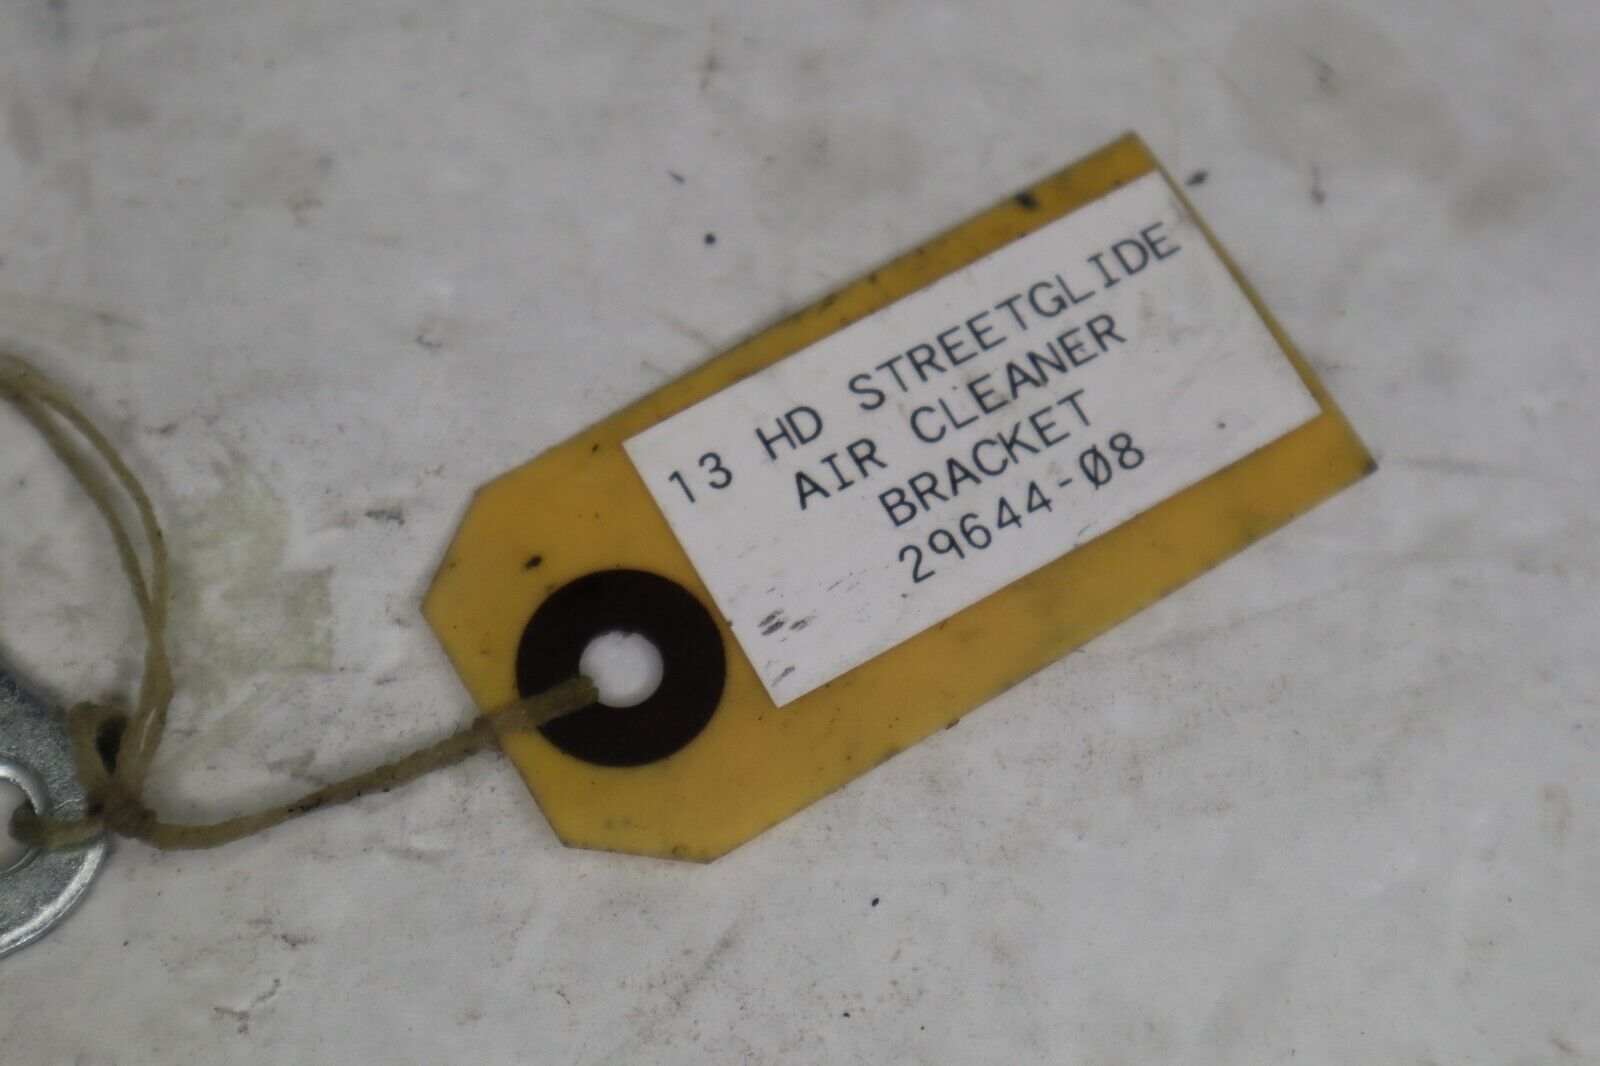 13 HD STREETGLIDE
AIR CLEANER
BRACKET
29644-Ø8